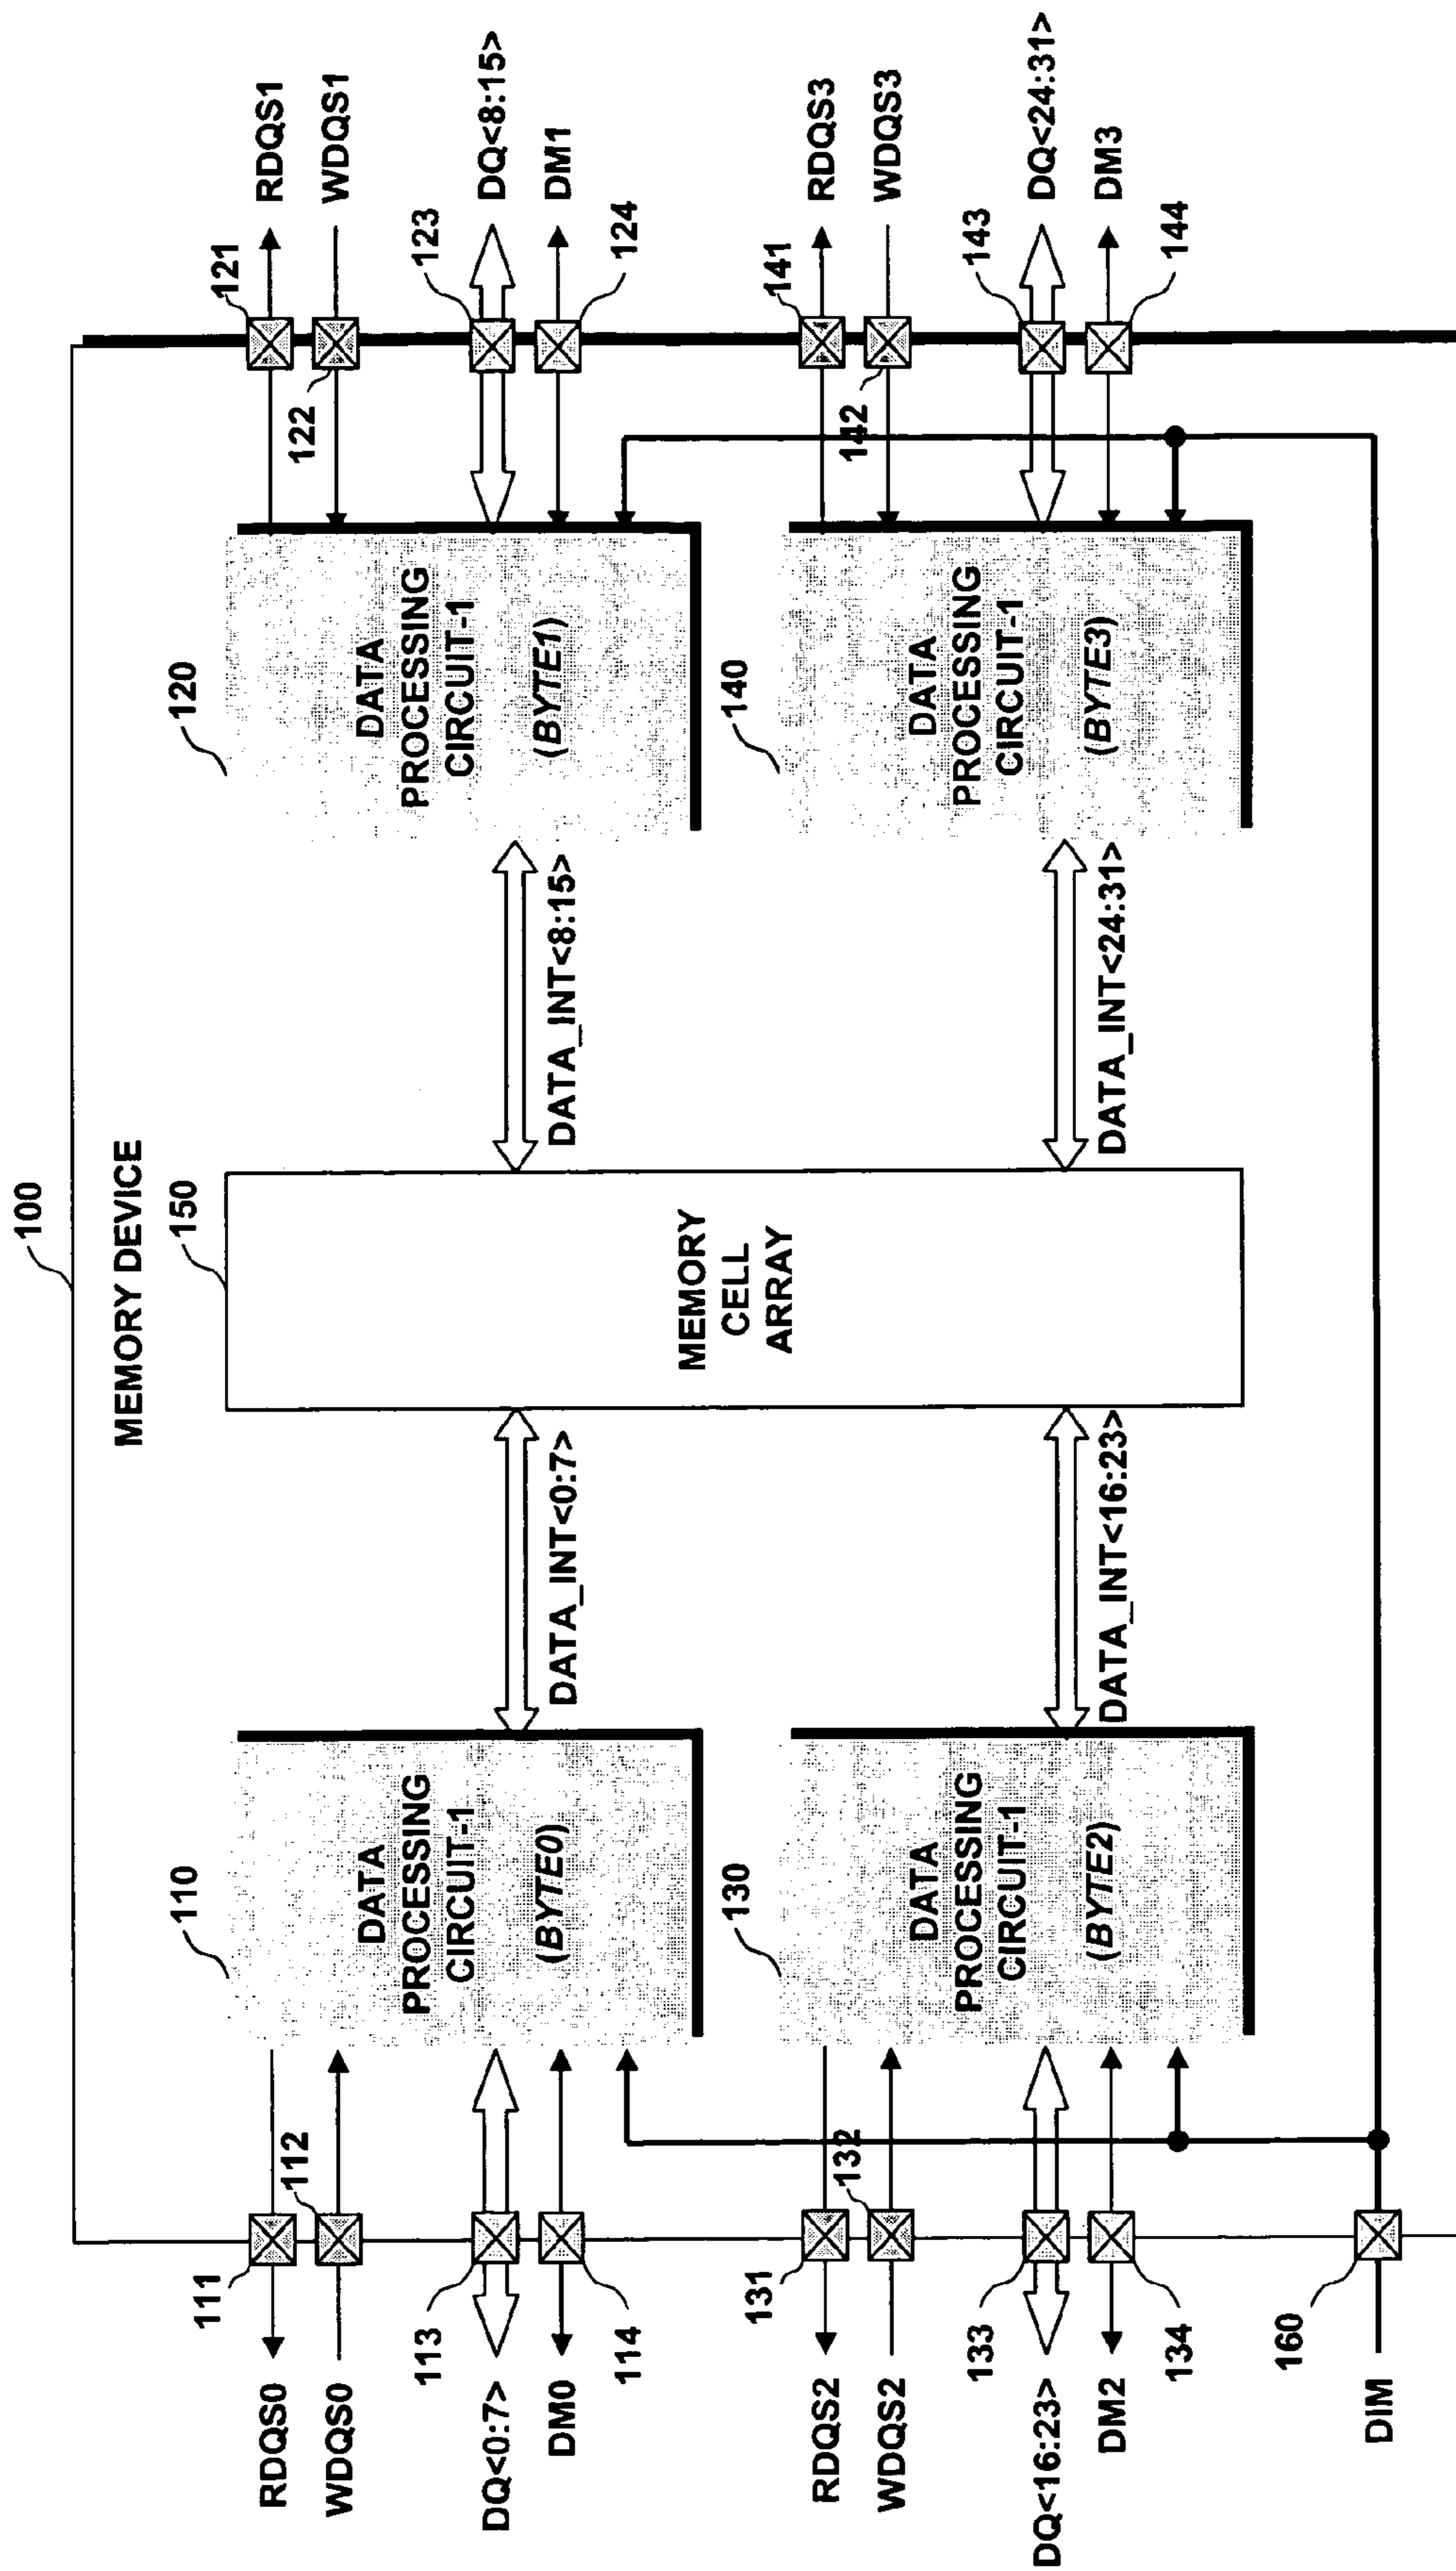 100
MEMORY DEVICE
110
150
120
RDQS0
111
RDQS1
121
WDQS0
112
WDQS1
122
DATA
PROCESSING
CIRCUIT-1
(BYTE0)
DATA
PROCESSING
CIRCUIT-1
(BYTE1)
DQ<0:7>
113
DATA_INT<0:7>
DATA_INT<8:15>
123
DQ<8:15>
DM0
114
124
DM1
MEMORY
CELL
ARRAY
130
140
RDQS2
131
141
RDQS3
WDQS2
132
142
WDQS3
DATA
PROCESSING
CIRCUIT-1
(BYTE2)
DATA
PROCESSING
CIRCUIT-1
(BYTE3)
DQ<16:23>
133
DATA_INT<16:23>
DATA_INT<24:31>
143
DQ<24:31>
DM2
134
144
DM3
160
DIM